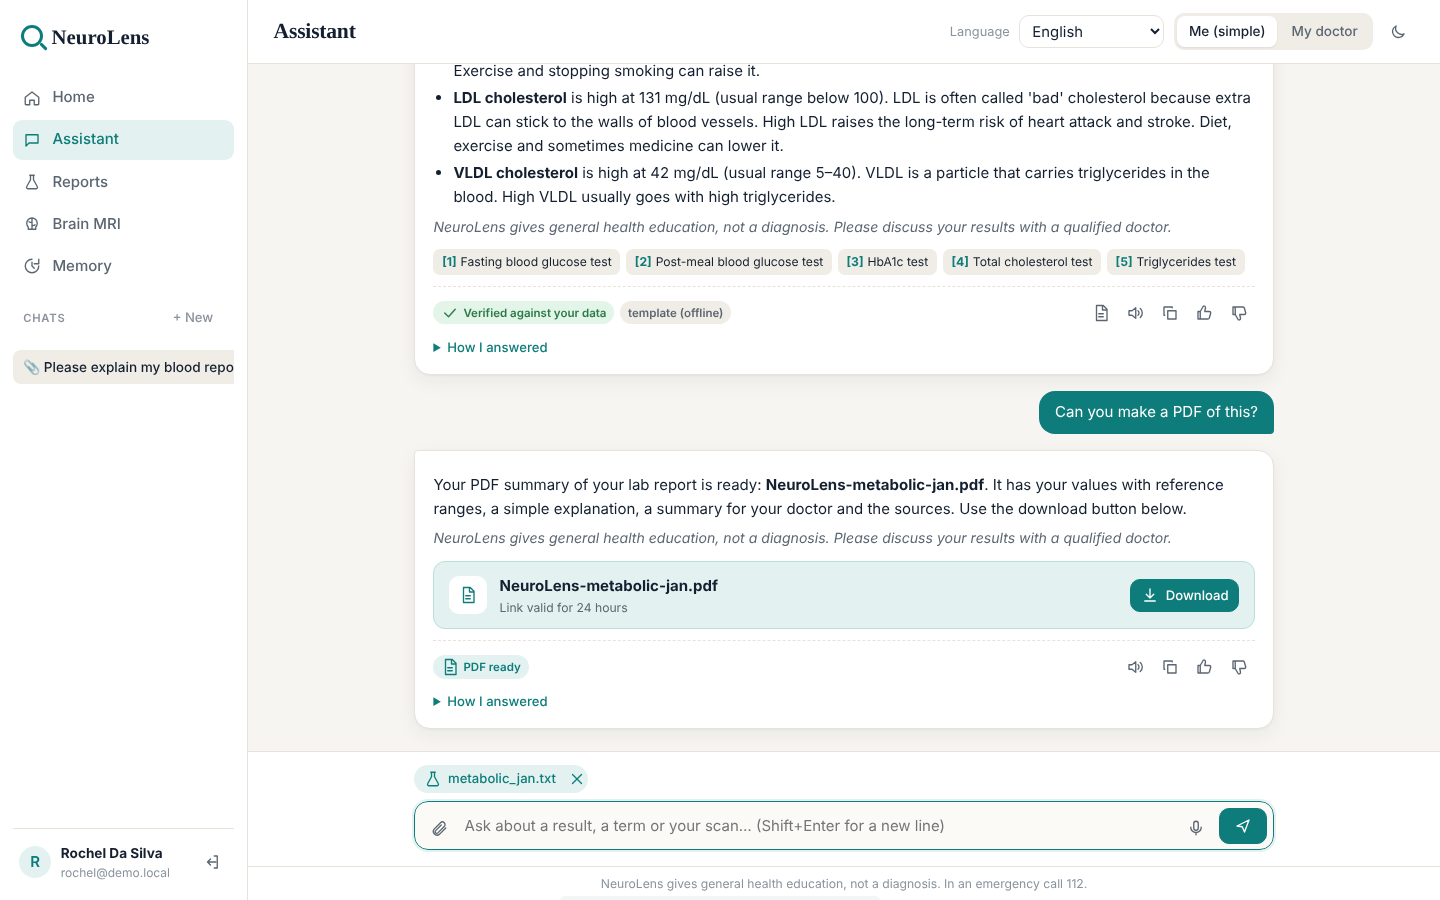 NeuroLens
Home
Assistant
Reports
Brain MRI
Memory
CHATS
+ New
📎 Please explain my blood repo
R
Rochel Da Silva
rochel@demo.local
Assistant
Language
English
Me (simple)
My doctor
Exercise and stopping smoking can raise it.
• LDL cholesterol is high at 131 mg/dL (usual range below 100). LDL is often called 'bad' cholesterol because extra
LDL can stick to the walls of blood vessels. High LDL raises the long-term risk of heart attack and stroke. Diet,
exercise and sometimes medicine can lower it.
• VLDL cholesterol is high at 42 mg/dL (usual range 5–40). VLDL is a particle that carries triglycerides in the
blood. High VLDL usually goes with high triglycerides.
NeuroLens gives general health education, not a diagnosis. Please discuss your results with a qualified doctor.
[1] Fasting blood glucose test
[2] Post-meal blood glucose test
[3] HbA1c test
[4] Total cholesterol test
[5] Triglycerides test
Verified against your data
template (offline)
▶ How I answered
Can you make a PDF of this?
Your PDF summary of your lab report is ready: NeuroLens-metabolic-jan.pdf. It has your values with reference
ranges, a simple explanation, a summary for your doctor and the sources. Use the download button below.
NeuroLens gives general health education, not a diagnosis. Please discuss your results with a qualified doctor.
NeuroLens-metabolic-jan.pdf
Link valid for 24 hours
Download
PDF ready
▶ How I answered
metabolic_jan.txt
Ask about a result, a term or your scan... (Shift+Enter for a new line)
NeuroLens gives general health education, not a diagnosis. In an emergency call 112.